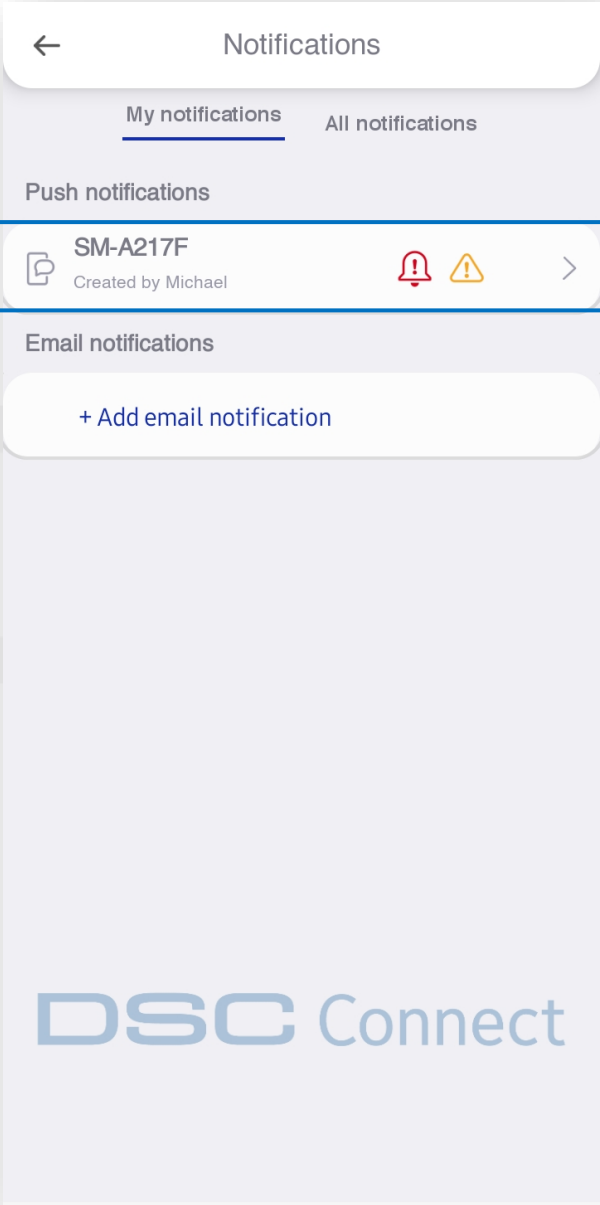 Notifications
My notifications
All notifications
Push notifications
SM-A217F
Created by Michael
Email notifications
+ Add email notification
DSC Connect